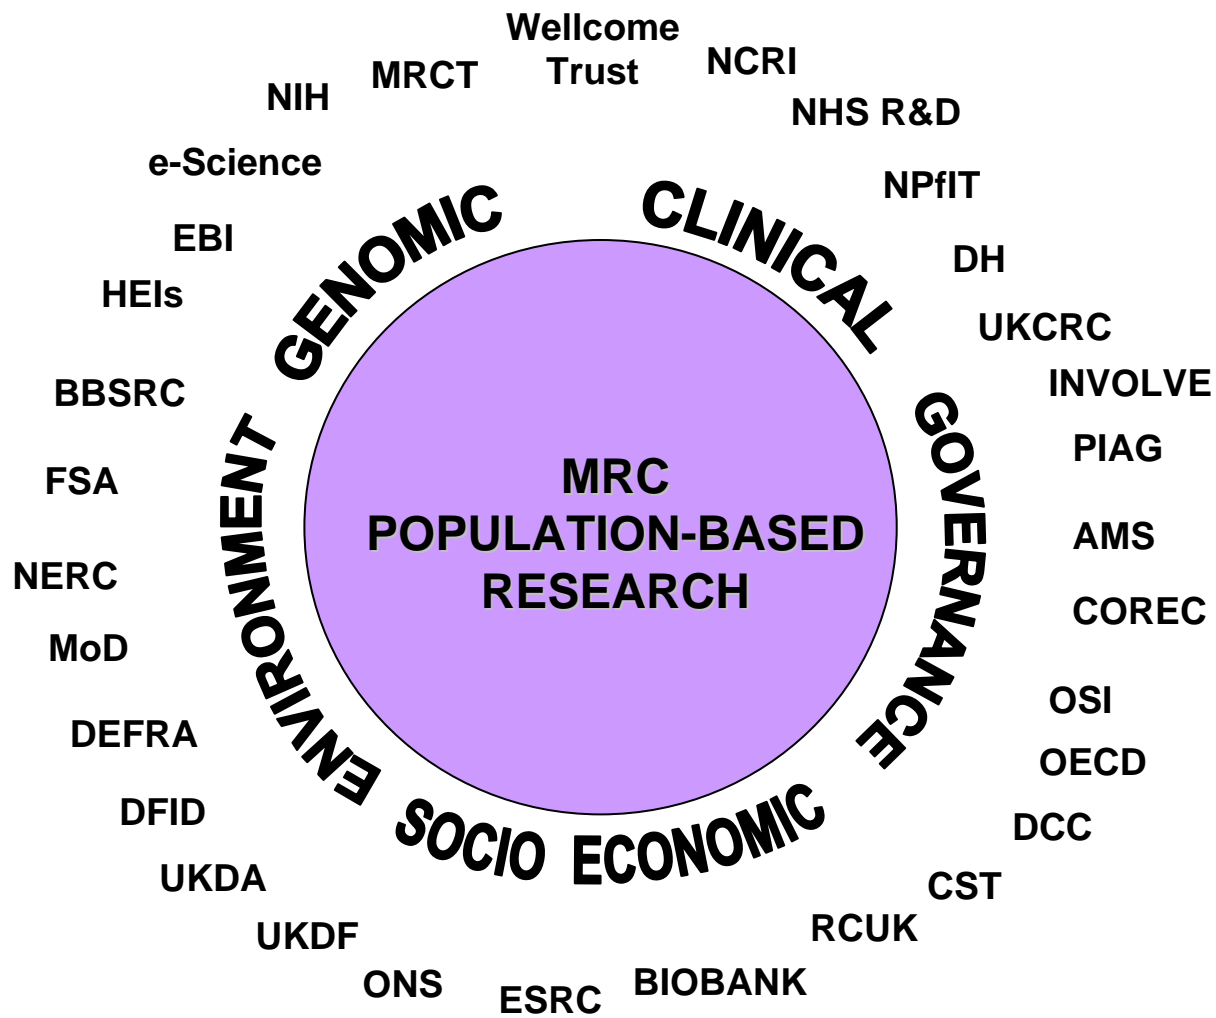 Wellcome
Trust
NCRI
MRCT
NIH
NHS R&D
e-Science
NPfIT
EBI
DH
HEIs
UKCRC
BBSRC
INVOLVE
FSA
PIAG
NERC
AMS
MoD
COREC
DEFRA
OSI
DFID
OECD
UKDA
DCC
UKDF
CST
ONS
RCUK
ESRC
BIOBANK
GENOMIC
CLINICAL
GOVERNANCE
SOCIO ECONOMIC
ENVIRONMENT
MRC
POPULATION-BASED
RESEARCH